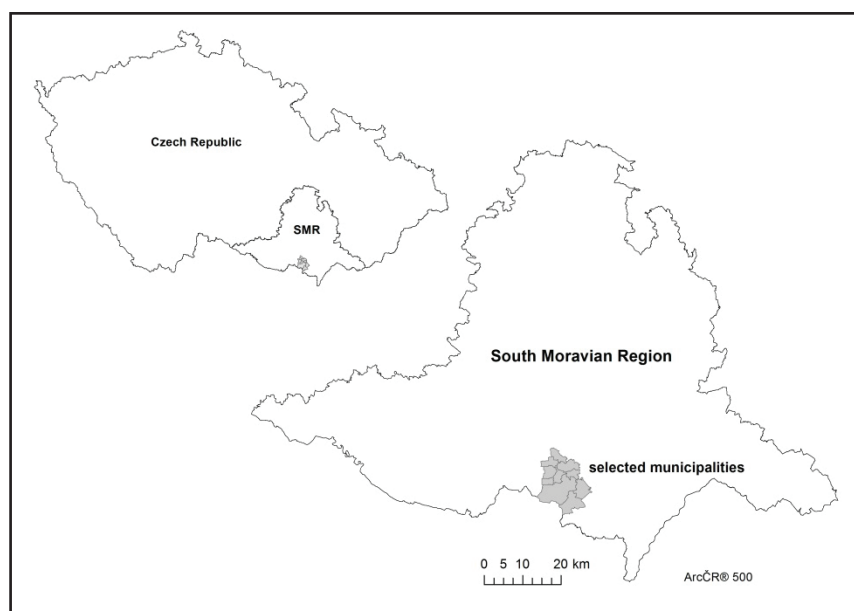 Czech Republic
SMR
South Moravian Region
selected municipalities
0 5 10 20 km
ArcČR® 500